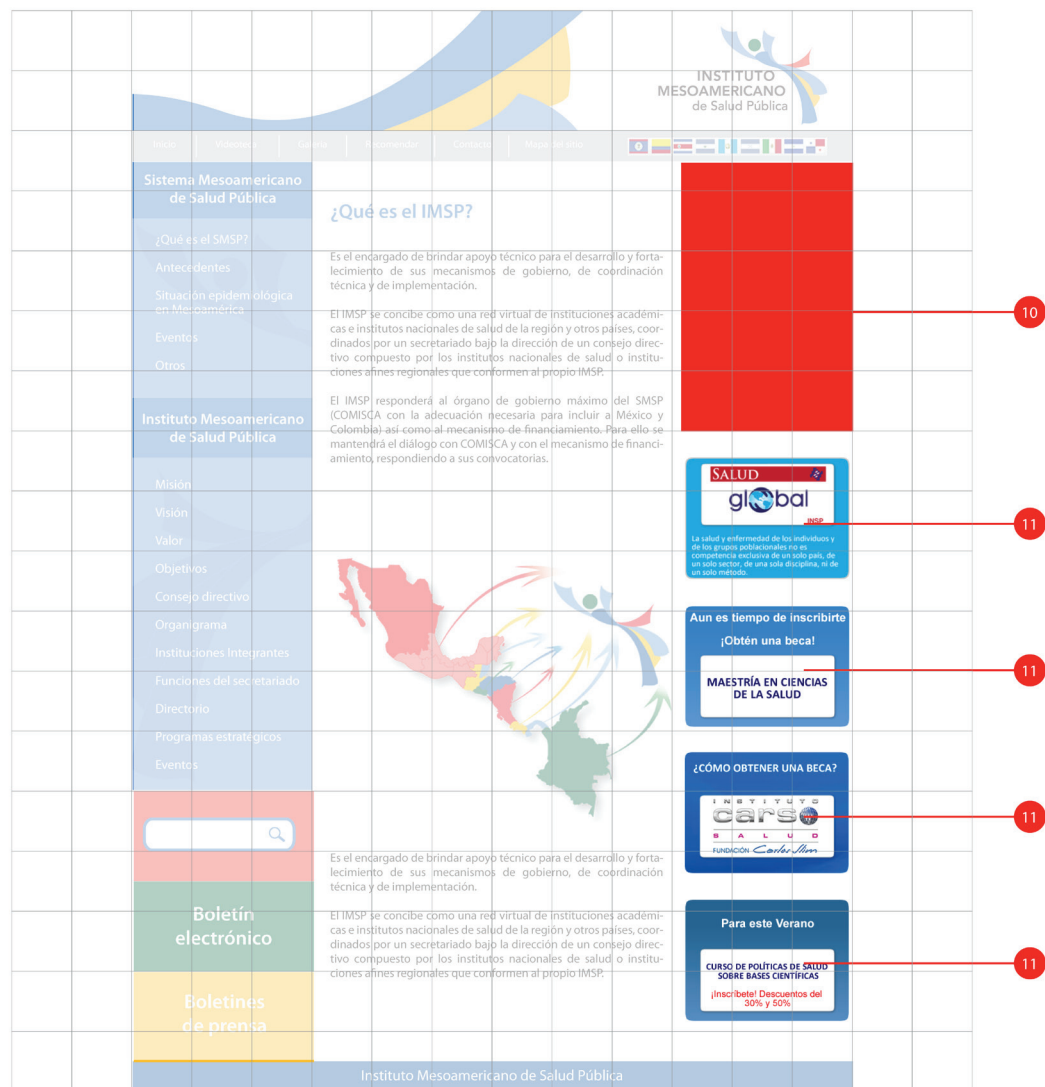 INSTITUTO
MESOAMERICANO
de Salud Pública
Inicio
Videoteca
Galería
Recomendar
Contacto
Mapa del sitio
Sistema Mesoamericano
de Salud Pública
¿Qué es el SMSP?
Antecedentes
Situación epidemiológica
en Mesoamérica
Eventos
Otros
Instituto Mesoamericano
de Salud Pública
Misión
Visión
Valor
Objetivos
Consejo directivo
Organigrama
Instituciones Integrantes
Funciones del secretariado
Directorio
Programas estratégicos
Eventos
Boletín
electrónico
Boletines
de prensa
¿Qué es el IMSP?
Es el encargado de brindar apoyo técnico para el desarrollo y forta-
lecimiento de sus mecanismos de gobierno, de coordinación
técnica y de implementación.
El IMSP se concibe como una red virtual de instituciones académi-
cas e institutos nacionales de salud de la región y otros países, coor-
dinados por un secretariado bajo la dirección de un consejo direc-
tivo compuesto por los institutos nacionales de salud o institu-
ciones afines regionales que conformen al propio IMSP.
El IMSP responderá al órgano de gobierno máximo del SMSP
(COMISCA con la adecuación necesaria para incluir a México y
Colombia) así como al mecanismo de financiamiento. Para ello se
mantendrá el diálogo con COMISCA y con el mecanismo de financi-
amiento, respondiendo a sus convocatorias.
Es el encargado de brindar apoyo técnico para el desarrollo y forta-
lecimiento de sus mecanismos de gobierno, de coordinación
técnica y de implementación.
El IMSP se concibe como una red virtual de instituciones académi-
cas e institutos nacionales de salud de la región y otros países, coor-
dinados por un secretariado bajo la dirección de un consejo direc-
tivo compuesto por los institutos nacionales de salud o institu-
ciones afines regionales que conformen al propio IMSP.
10
SALUD
global
INSP
La salud y enfermedad de los individuos y
de los grupos poblacionales no es
competencia exclusiva de un solo país, de
un solo sector, de una sola disciplina, ni de
un solo método.
11
Aun es tiempo de inscribirte
¡Obtén una beca!
MAESTRÍA EN CIENCIAS
DE LA SALUD
11
¿CÓMO OBTENER UNA BECA?
INSTITUTO
carso
SALUD
FUNDACIÓN Carlos Slim
11
Para este Verano
CURSO DE POLÍTICAS DE SALUD
SOBRE BASES CIENTÍFICAS
¡Inscríbete! Descuentos del
30% y 50%
11
Instituto Mesoamericano de Salud Pública